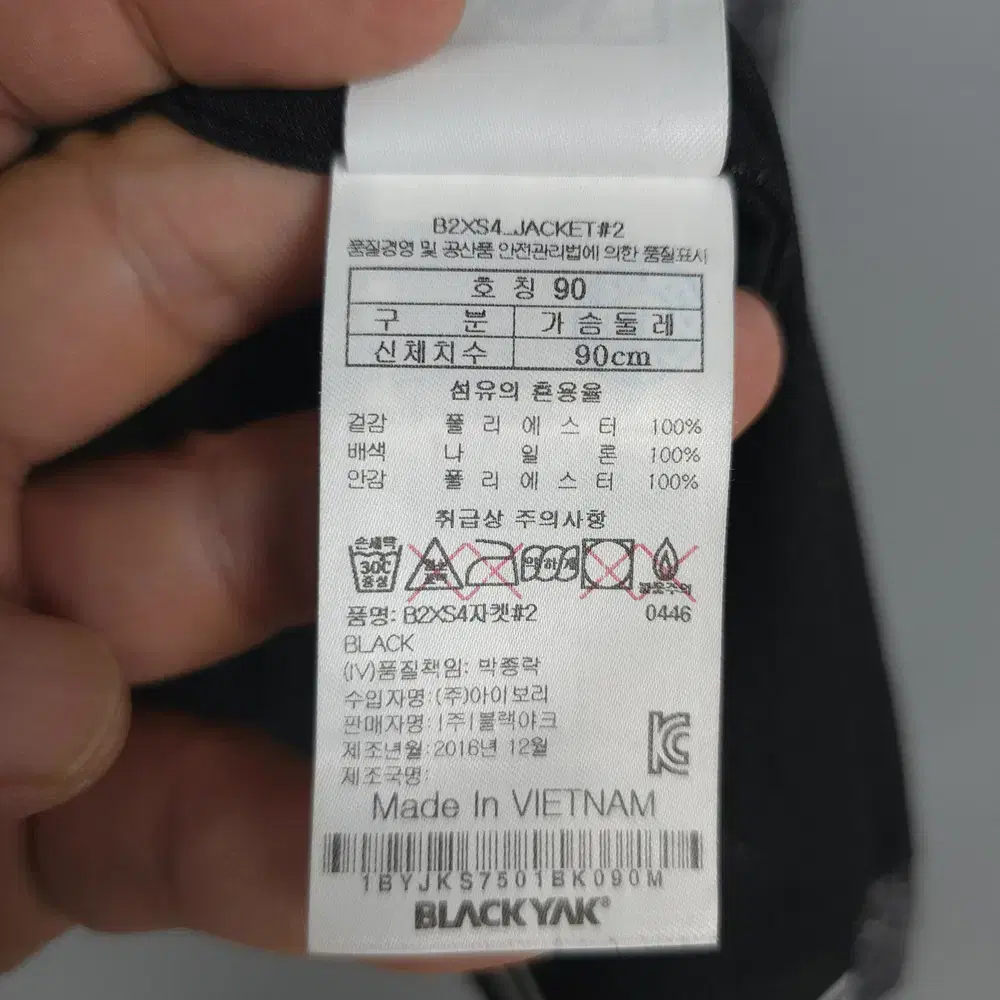 B2XS4_JACKET#2
품질경영 및 공산품 안전관리법에 의한 품질표시
호 칭 90
구 분 가 슴 둘 레
신체치수 90cm
섬유의 혼용율
겉감 폴 리 에 스 터 100%
배색 나 일 론 100%
안감 폴 리 에 스 터 100%
취급상 주의사항
손세탁 30C 중성 약하게 화기주의
품명: B2XS4자켓#2 0446
BLACK
(IV)품질책임: 박종락
수입자명:(주)아이보리
판매자명:(주)블랙야크
제조년월:2016년 12월
제조국명:
Made In VIETNAM
1BYJKS7501BK090M
BLACKYAK®